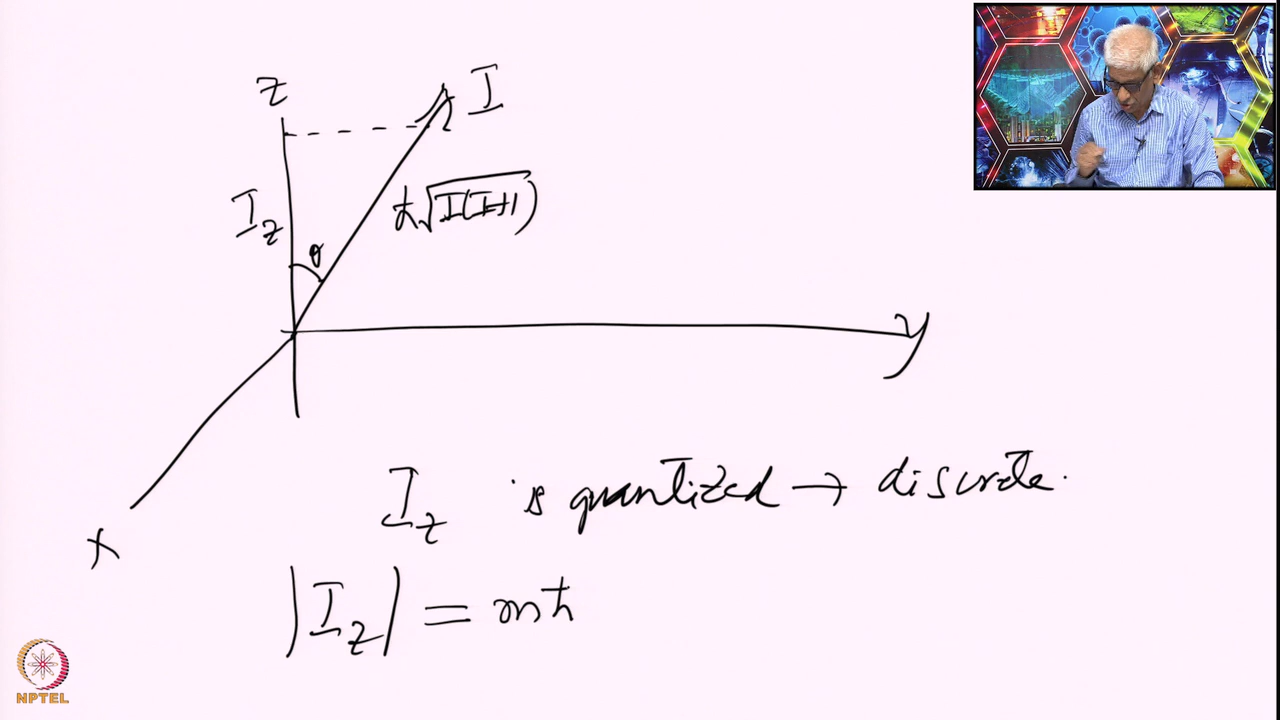 z
I
I_z
θ
ħ√I(I+1)
y
x
I_z is quantized → discrete.
|I_z| = mħ
NPTEL